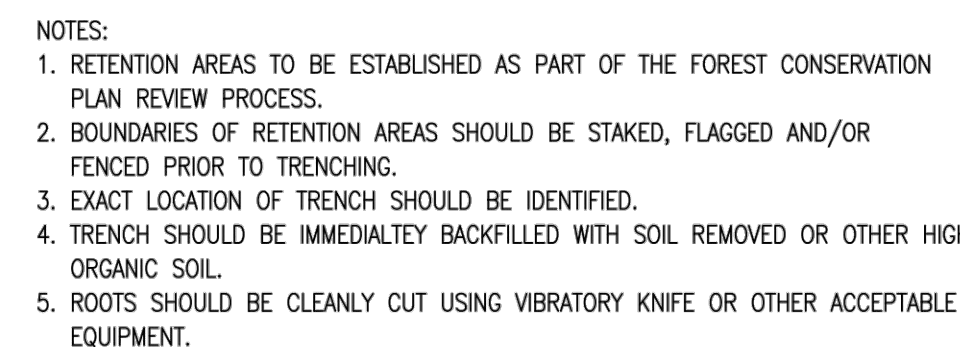 NOTES:
1. RETENTION AREAS TO BE ESTABLISHED AS PART OF THE FOREST CONSERVATION
PLAN REVIEW PROCESS.
2. BOUNDARIES OF RETENTION AREAS SHOULD BE STAKED, FLAGGED AND/OR
FENCED PRIOR TO TRENCHING.
3. EXACT LOCATION OF TRENCH SHOULD BE IDENTIFIED.
4. TRENCH SHOULD BE IMMEDIALTEY BACKFILLED WITH SOIL REMOVED OR OTHER
ORGANIC SOIL.
5. ROOTS SHOULD BE CLEANLY CUT USING VIBRATORY KNIFE OR OTHER ACCEPTABLE
EQUIPMENT.